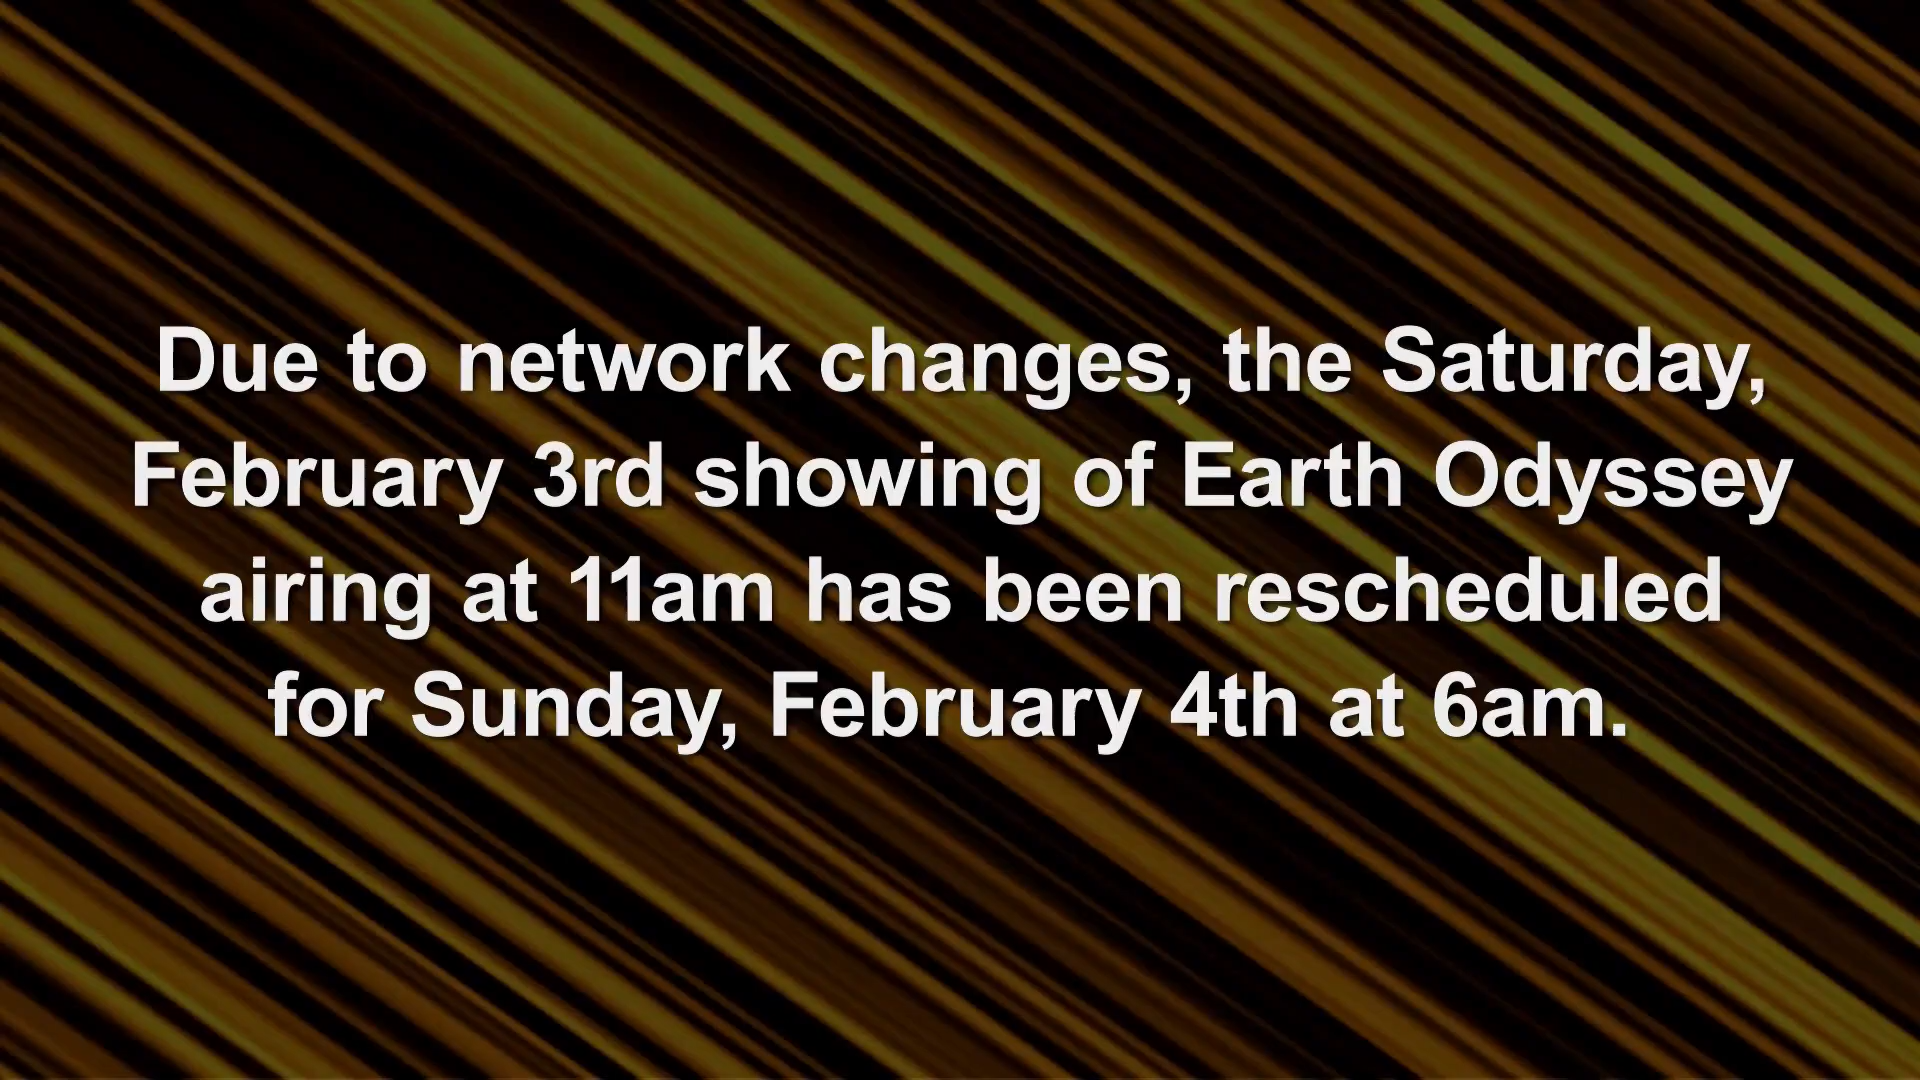 Due to network changes, the Saturday,
February 3rd showing of Earth Odyssey
airing at 11am has been rescheduled
for Sunday, February 4th at 6am.